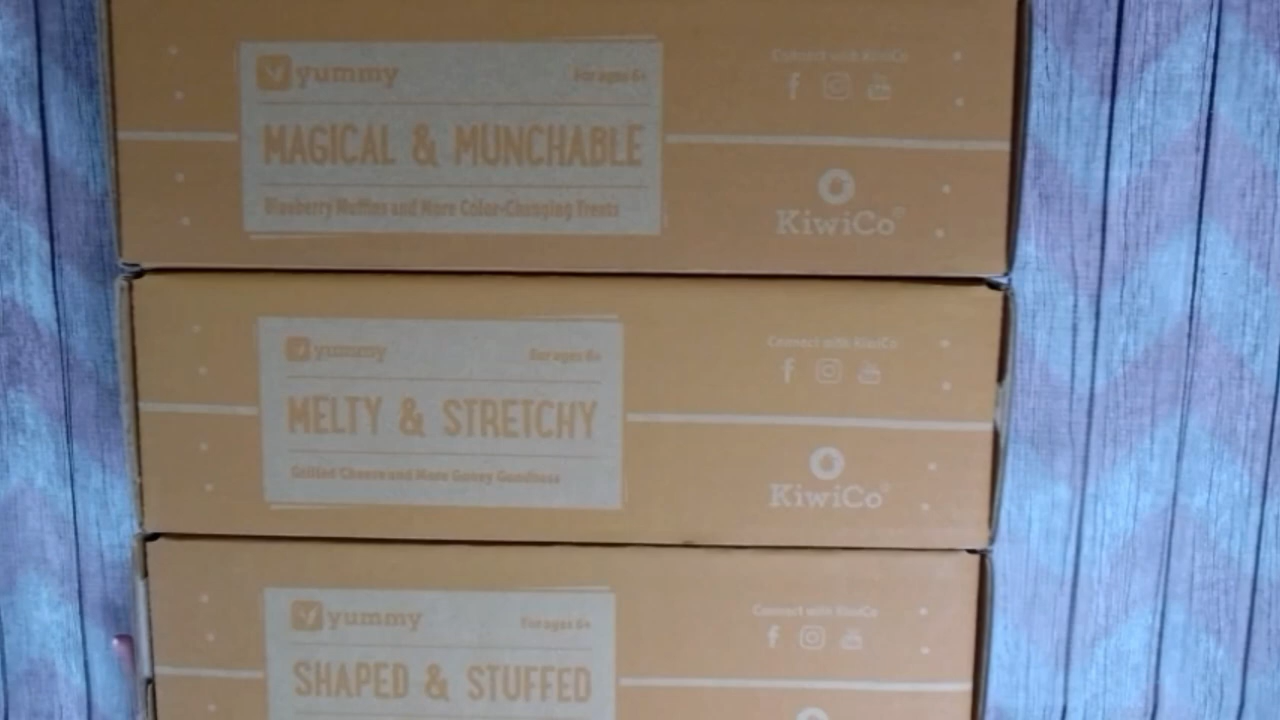 yummy
For ages 6+
MAGICAL & MUNCHABLE
Blueberry Muffins and More Color-Changing Treats
Connect with KiwiCo
KiwiCo
yummy
For ages 6+
MELTY & STRETCHY
Grilled Cheese and More Gooey Goodness
Connect with KiwiCo
KiwiCo
yummy
For ages 6+
SHAPED & STUFFED
Connect with KiwiCo